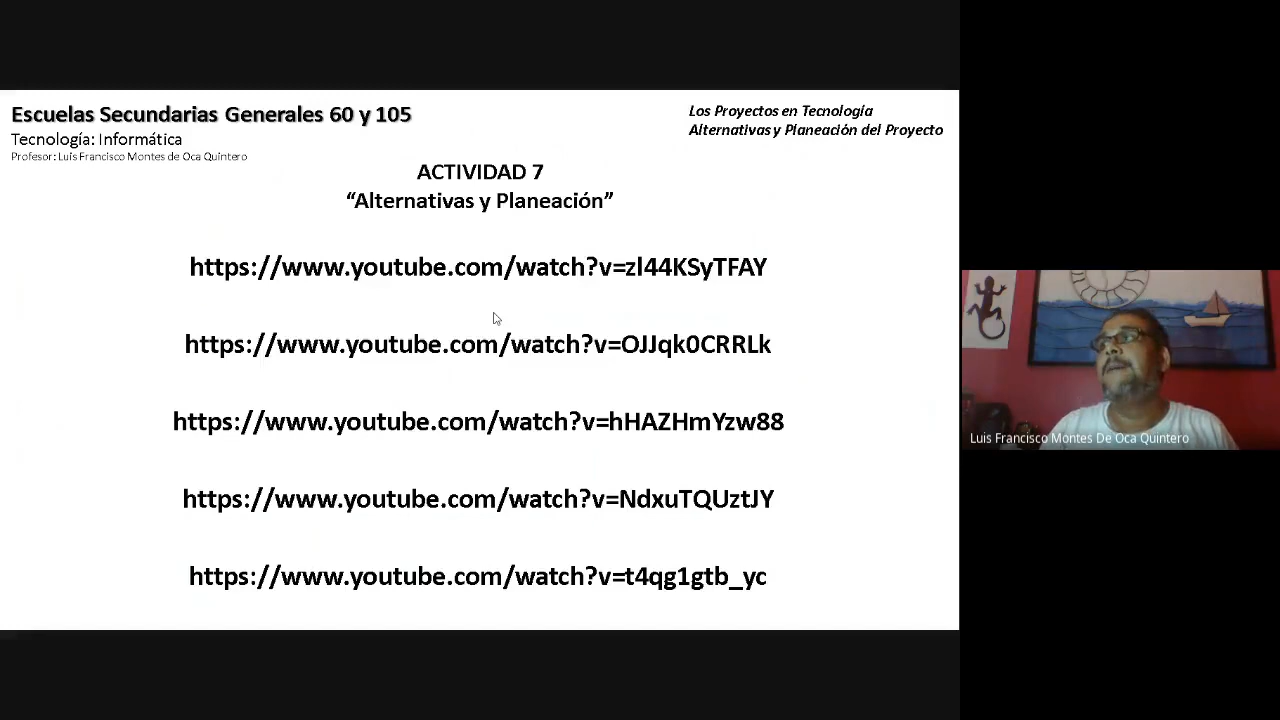 Escuelas Secundarias Generales 60 y 105
Tecnología: Informática
Profesor: Luis Francisco Montes de Oca Quintero
Los Proyectos en Tecnología
Alternativas y Planeación del Proyecto
ACTIVIDAD 7
“Alternativas y Planeación”
https://www.youtube.com/watch?v=zl44KSyTFAY
https://www.youtube.com/watch?v=OJJqk0CRRLk
https://www.youtube.com/watch?v=hHAZHmYzw88
https://www.youtube.com/watch?v=NdxuTQUztJY
https://www.youtube.com/watch?v=t4qg1gtb_yc
Luis Francisco Montes De Oca Quintero